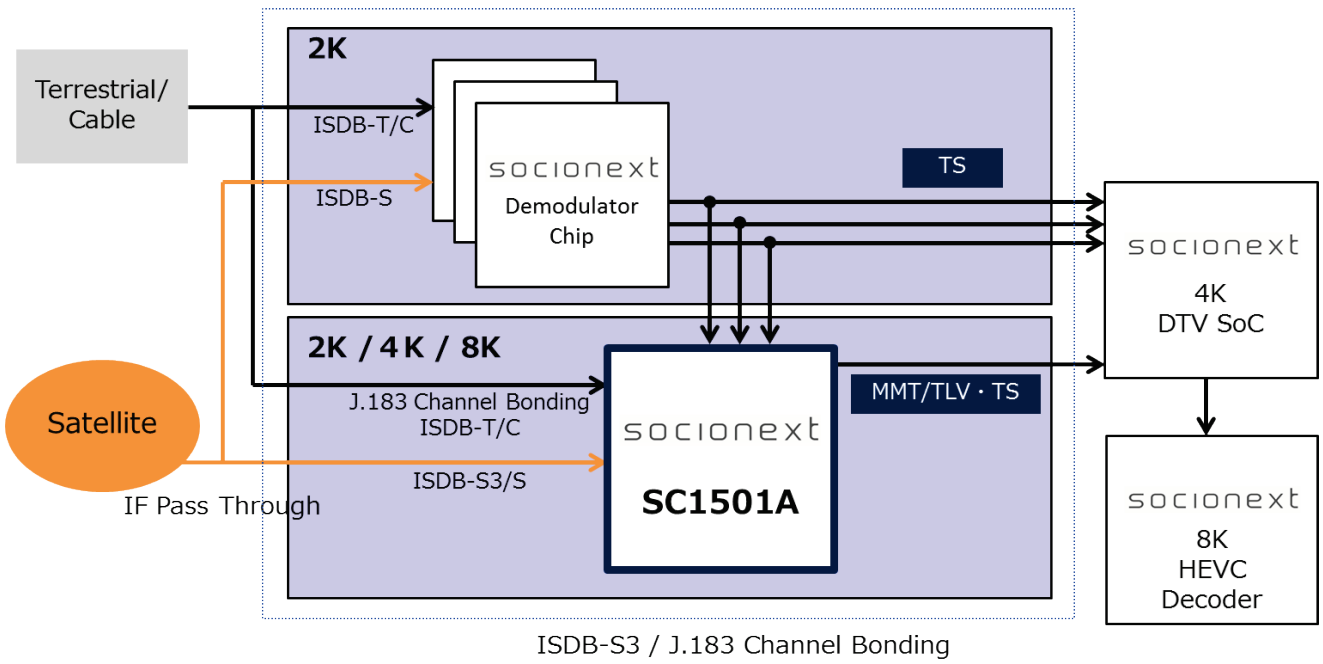 2K
Terrestrial/
Cable
ISDB-T/C
ISDB-S
socionext
Demodulator
Chip
TS
socionext
4K
DTV SoC
2K / 4K / 8K
J.183 Channel Bonding
ISDB-T/C
ISDB-S3/S
socionext
SC1501A
MMT/TLV・TS
Satellite
IF Pass Through
socionext
8K
HEVC
Decoder
ISDB-S3 / J.183 Channel Bonding